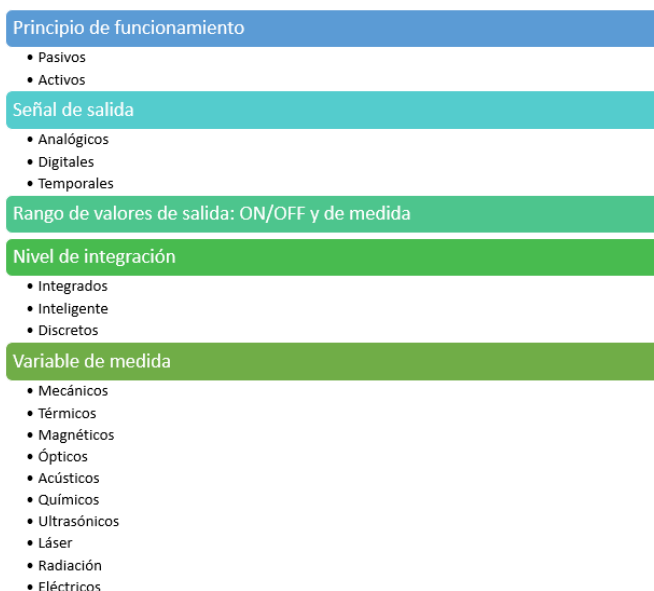 Principio de funcionamiento
• Pasivos
• Activos
Señal de salida
• Analógicos
• Digitales
• Temporales
Rango de valores de salida: ON/OFF y de medida
Nivel de integración
• Integrados
• Inteligente
• Discretos
Variable de medida
• Mecánicos
• Térmicos
• Magnéticos
• Ópticos
• Acústicos
• Químicos
• Ultrasónicos
• Láser
• Radiación
• Eléctricos